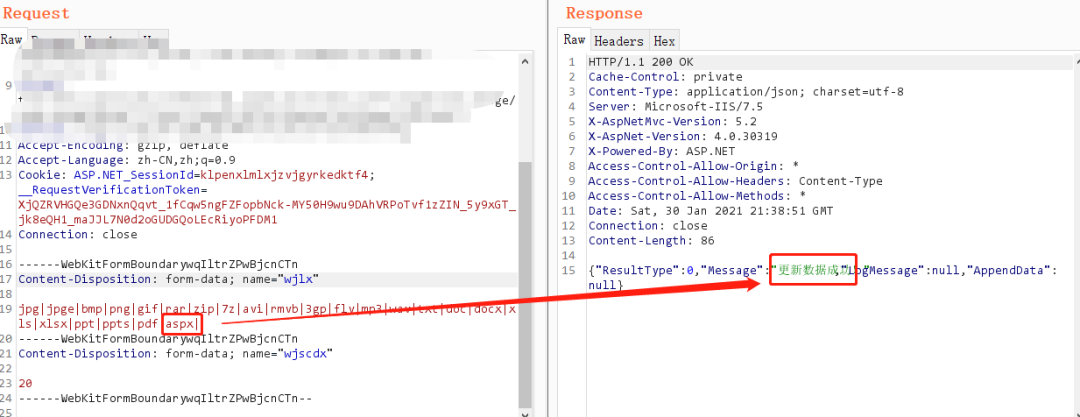 Request
Response
Raw
Raw
Headers
Hex
9
ge/
11 Accept-Encoding: gzip, deflate
12 Accept-Language: zh-CN,zh;q=0.9
13 Cookie: ASP.NET_SessionId=klpenxlmlxjzvjgyrkedktf4;
__RequestVerificationToken=
XjQZRVHGQe3GDNxnQqvt_1fCqw5ngFZFopbNck-MY50H9wu9DAhVRPoTvf1zZIN_5y9xGT_
jk8eQH1_maJJL7N0d2oGUDGQoLEcRiyoPFDM1
14 Connection: close
15
16 ------WebKitFormBoundarywqIltrZPwBjcnCTn
17 Content-Disposition: form-data; name="wjlx"
18
19 jpg|jpge|bmp|png|gif|rar|zip|7z|avi|rmvb|3gp|flv|mp3|wav|txt|doc|docx|x
ls|xlsx|ppt|ppts|pdf aspx|
20 ------WebKitFormBoundarywqIltrZPwBjcnCTn
21 Content-Disposition: form-data; name="wjscdx"
22
23 20
24 ------WebKitFormBoundarywqIltrZPwBjcnCTn--
25
1 HTTP/1.1 200 OK
2 Cache-Control: private
3 Content-Type: application/json; charset=utf-8
4 Server: Microsoft-IIS/7.5
5 X-AspNetMvc-Version: 5.2
6 X-AspNet-Version: 4.0.30319
7 X-Powered-By: ASP.NET
8 Access-Control-Allow-Origin: *
9 Access-Control-Allow-Headers: Content-Type
10 Access-Control-Allow-Methods: *
11 Date: Sat, 30 Jan 2021 21:38:51 GMT
12 Connection: close
13 Content-Length: 86
14
15 {"ResultType":0,"Message":"更新数据成功","LogMessage":null,"AppendData":
null}